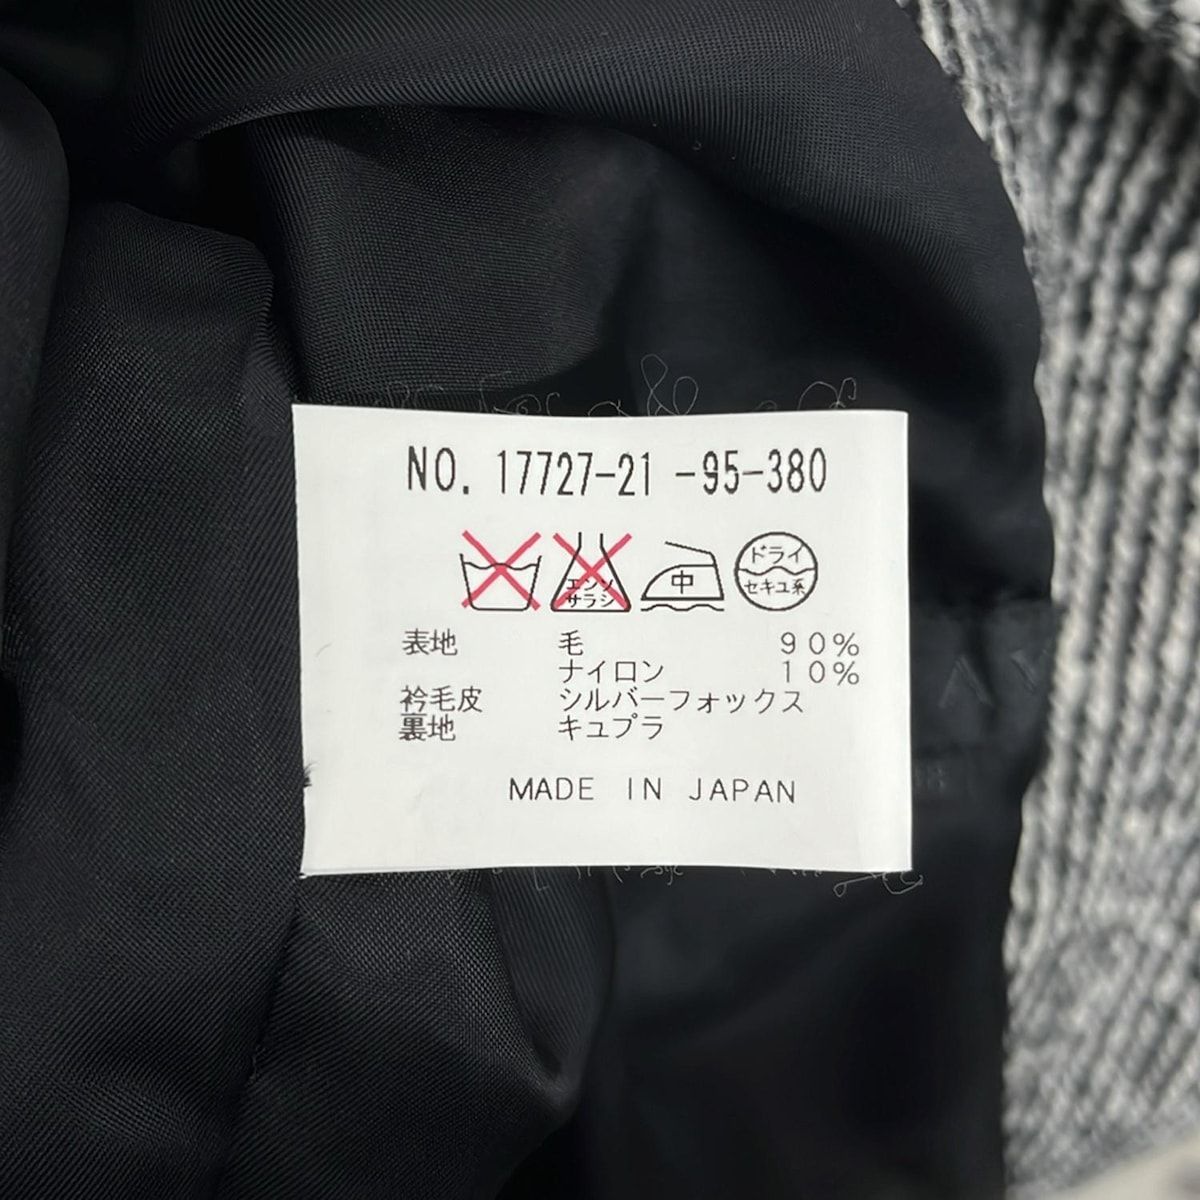 NO. 17727-21 -95-380
エンソ
サラシ
中
ドライ
セキユ系
表地 毛 90%
ナイロン 10%
衿毛皮 シルバーフォックス
裏地 キュプラ
MADE IN JAPAN